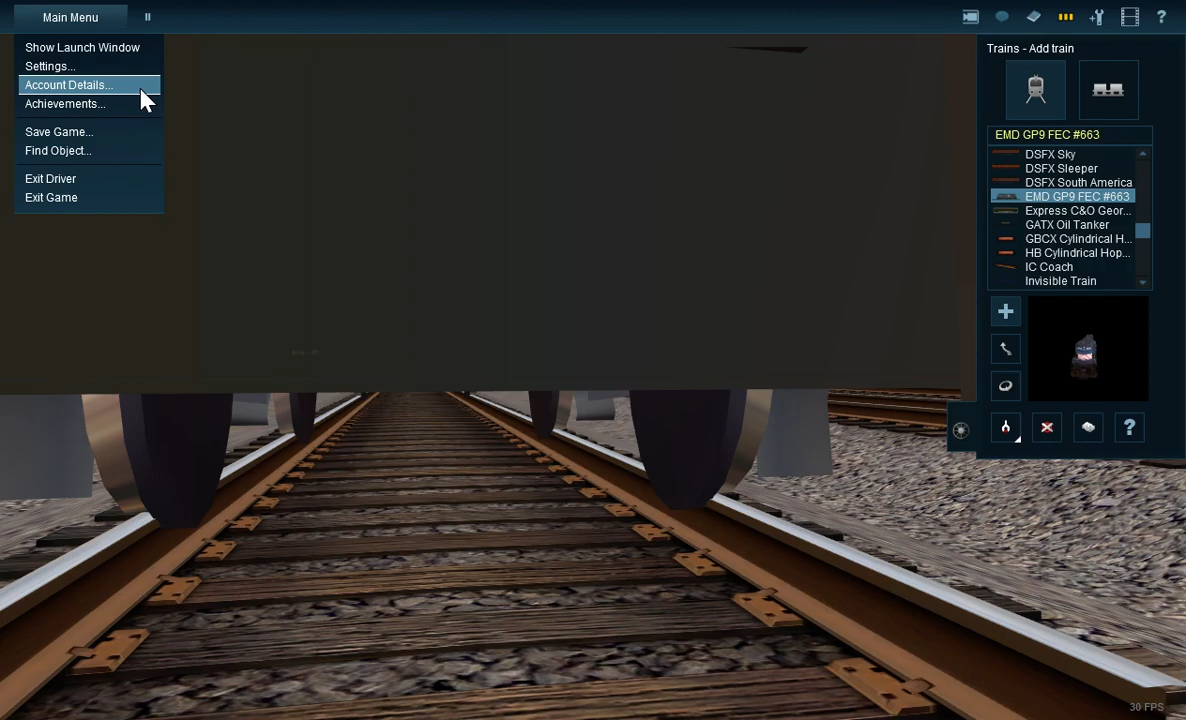 Main Menu
Show Launch Window
Settings...
Account Details...
Achievements...
Save Game...
Find Object...
Exit Driver
Exit Game
?
Trains - Add train
EMD GP9 FEC #663
DSFX Sky
DSFX Sleeper
DSFX South America
EMD GP9 FEC #663
Express C&O Geor...
GATX Oil Tanker
GBCX Cylindrical H...
HB Cylindrical Hop...
IC Coach
Invisible Train
?
30 FPS